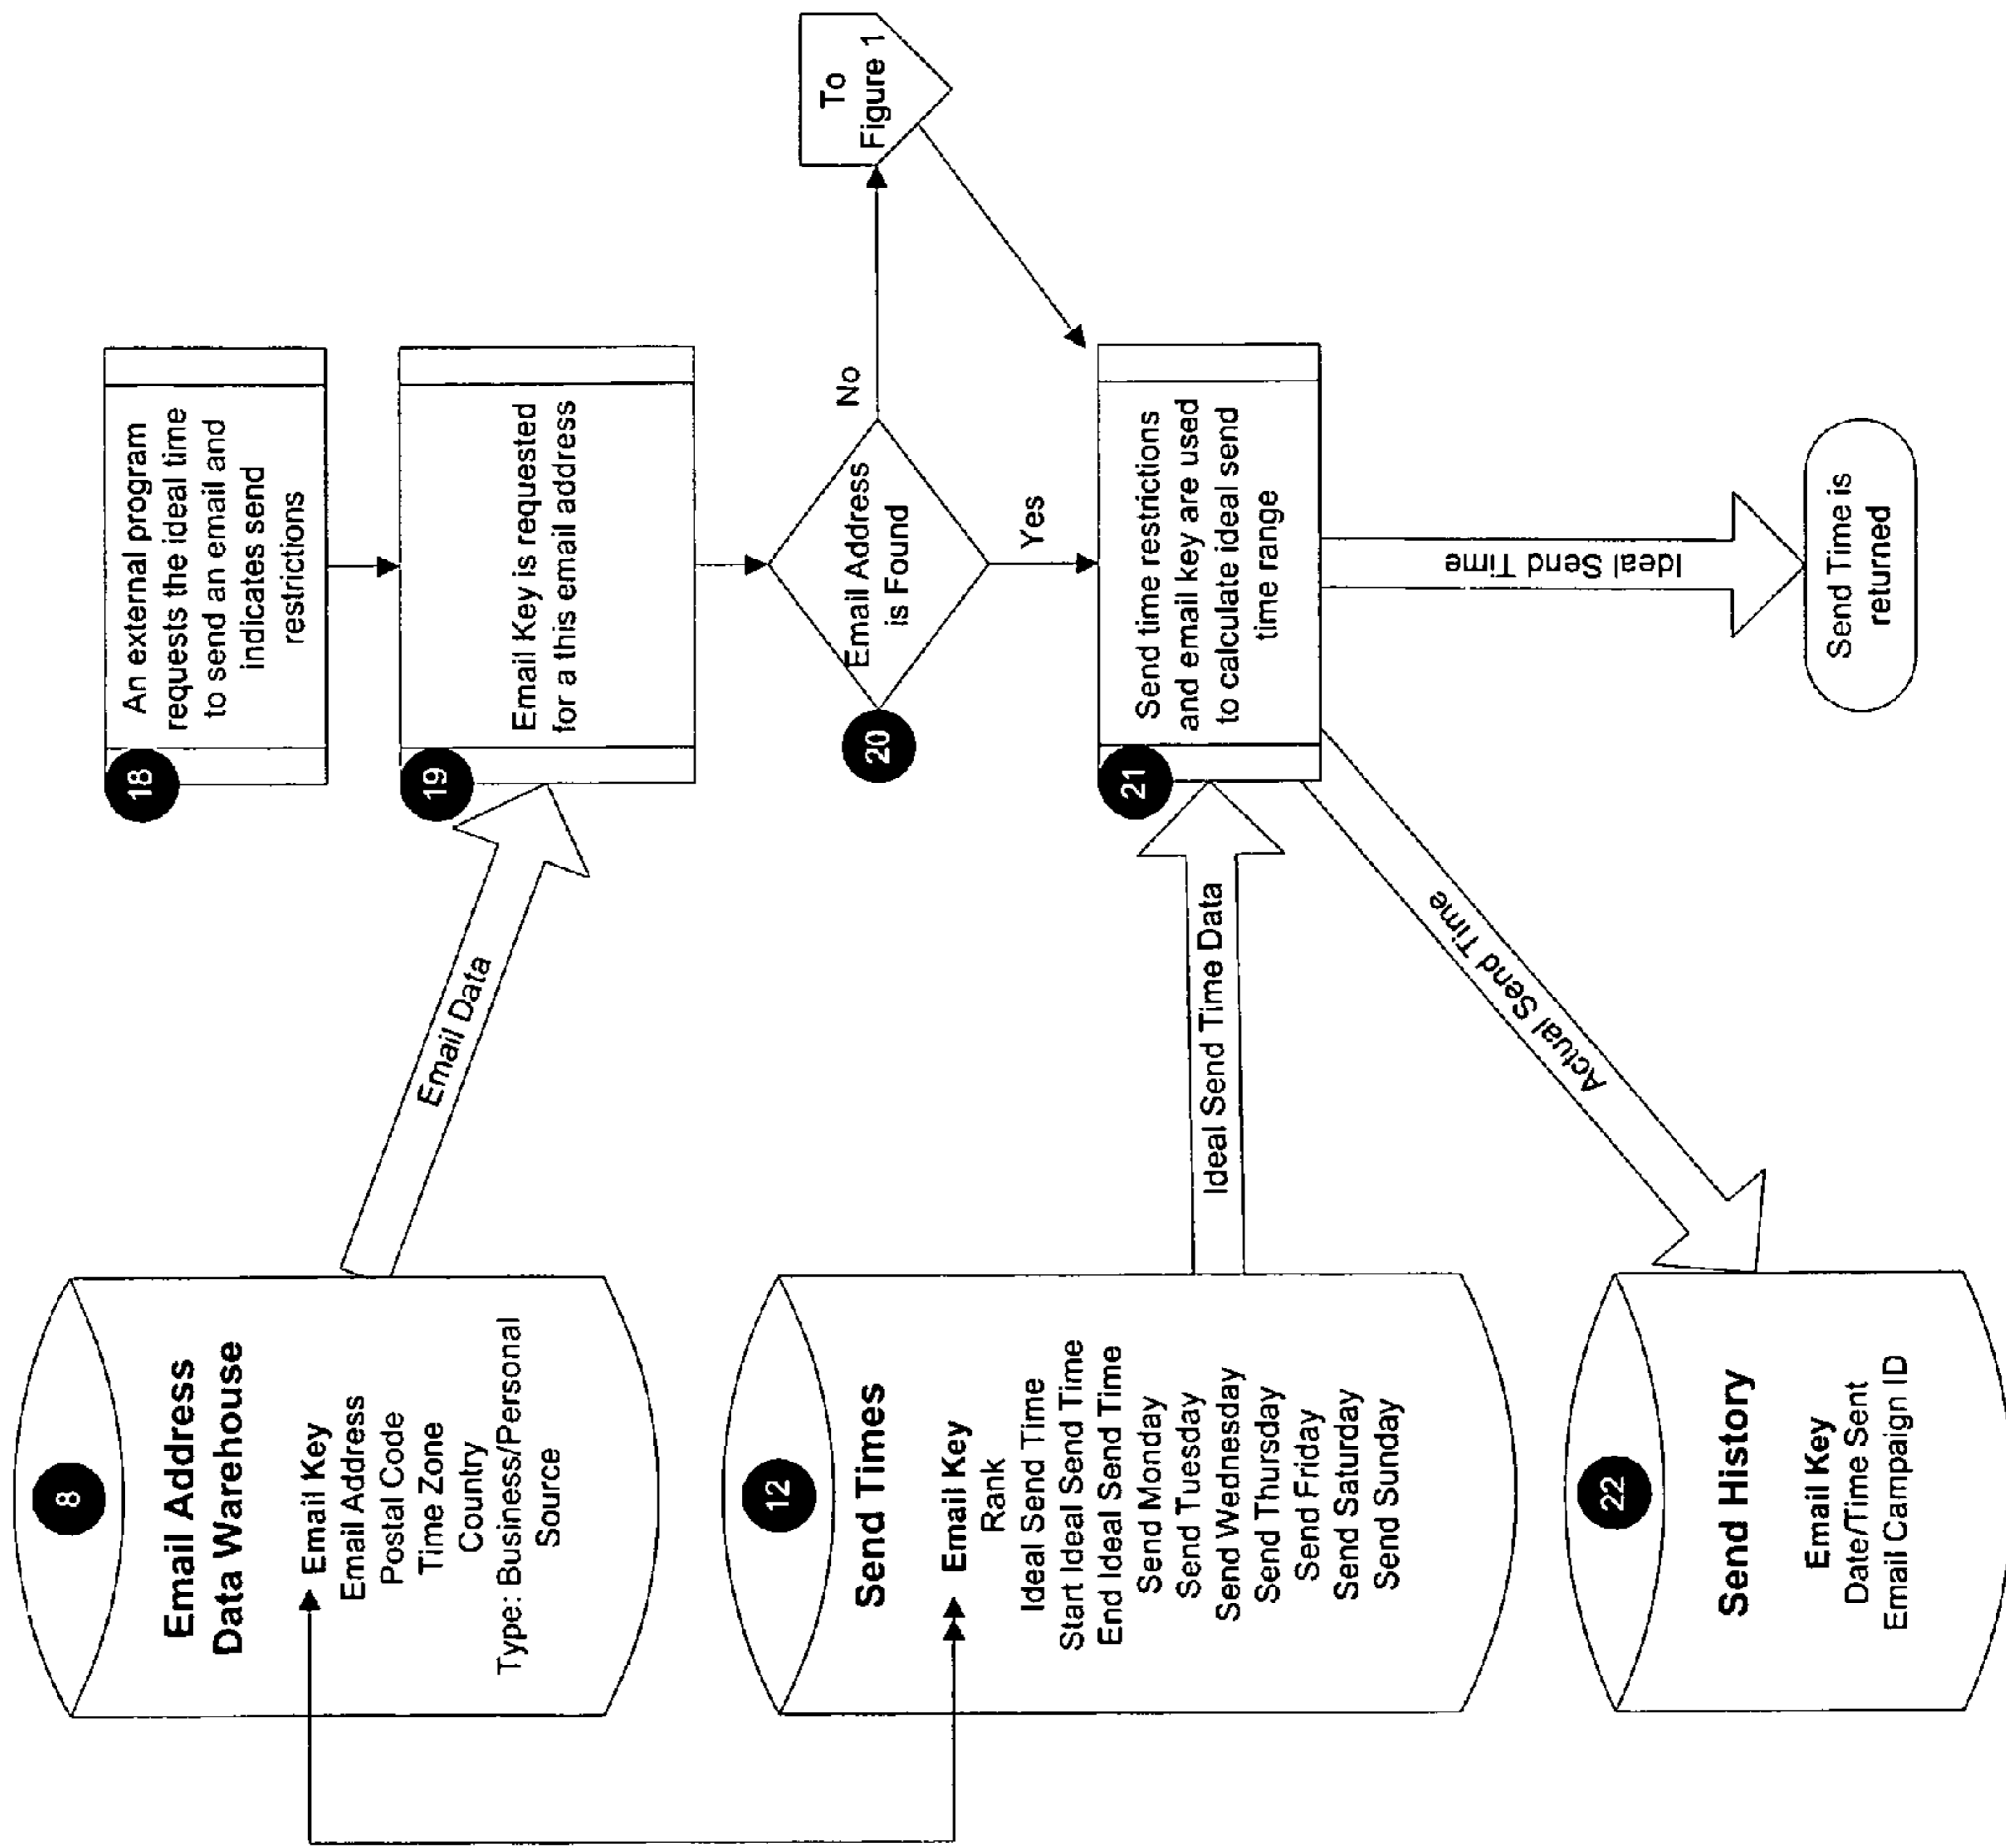 8
Email Address
Data Warehouse
Email Key
Email Address
Postal Code
Time Zone
Country
Type: Business/Personal
Source
Email Data
18
An external program
requests the ideal time
to send an email and
indicates send
restrictions
19
Email Key is requested
for a this email address
20
Email Address
is Found
No
To
Figure 1
Yes
12
Send Times
Email Key
Rank
Ideal Send Time
Start Ideal Send Time
End Ideal Send Time
Send Monday
Send Tuesday
Send Wednesday
Send Thursday
Send Friday
Send Saturday
Send Sunday
Ideal Send Time Data
21
Send time restrictions
and email key are used
to calculate ideal send
time range
Actual Send Time
Ideal Send Time
22
Send History
Email Key
Date/Time Sent
Email Campaign ID
Send Time is
returned